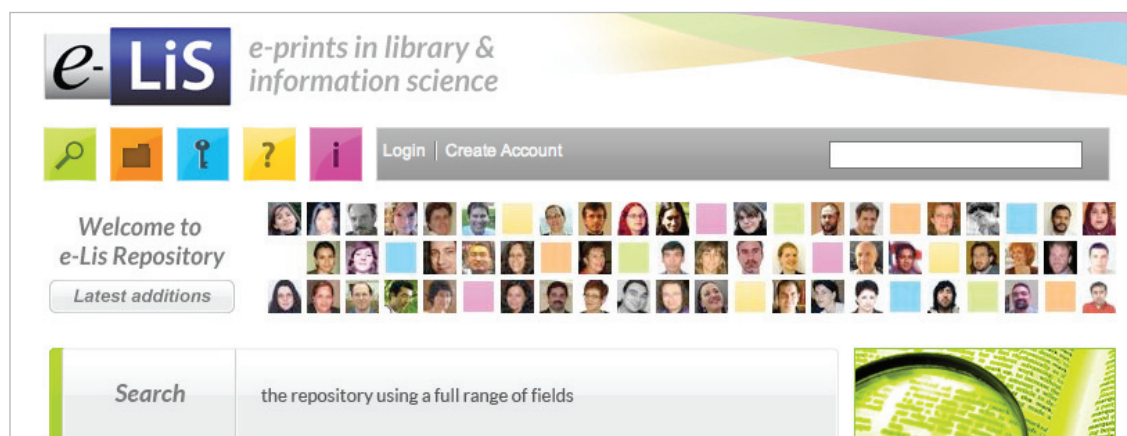 e-LiS
e-prints in library &
information science
?
i
Login | Create Account
Welcome to
e-Lis Repository
Latest additions
Search
the repository using a full range of fields